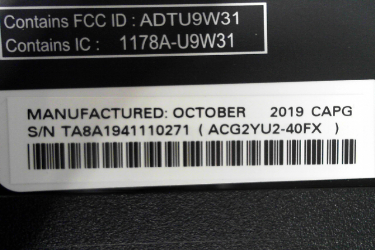 Contains FCC ID : ADTU9W31
Contains IC : 1178A-U9W31
MANUFACTURED: OCTOBER 2019 CAPG
S/N TA8A1941110271 ( ACG2YU2-40FX )